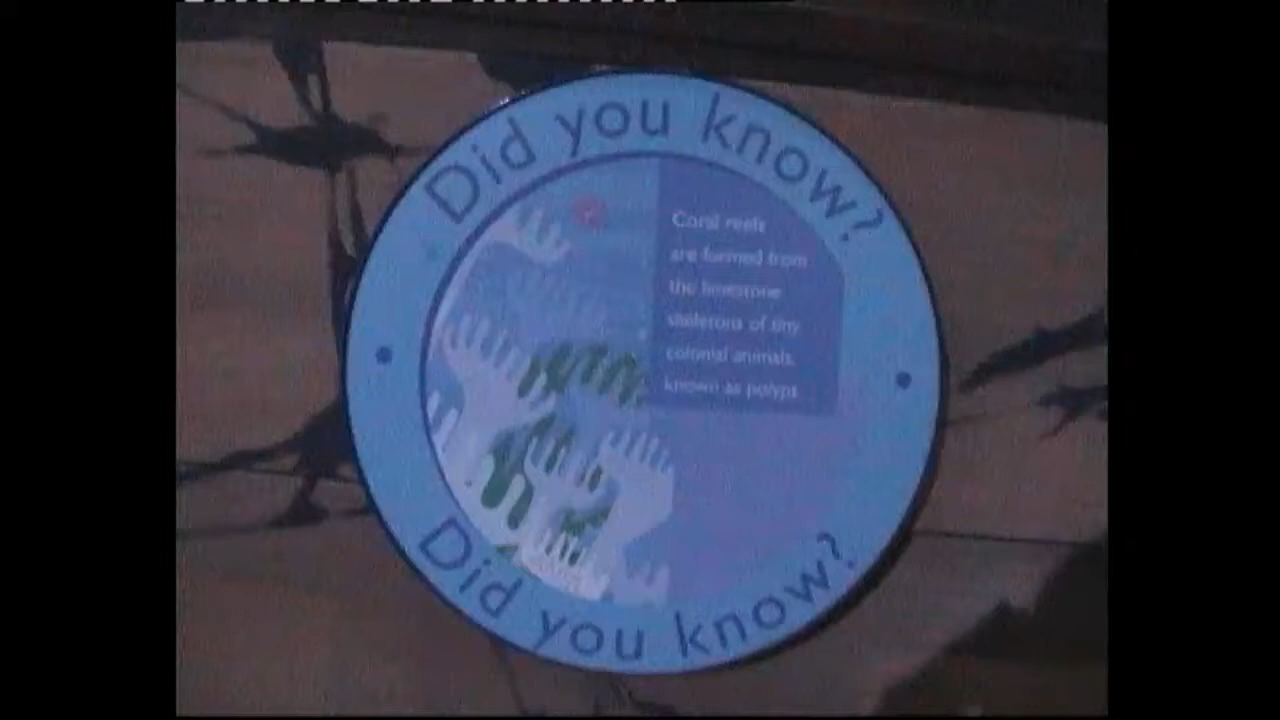 Did you know?
Coral reefs
are formed from
the limestone
skeletons of tiny
colonial animals,
known as polyps
Did you know?